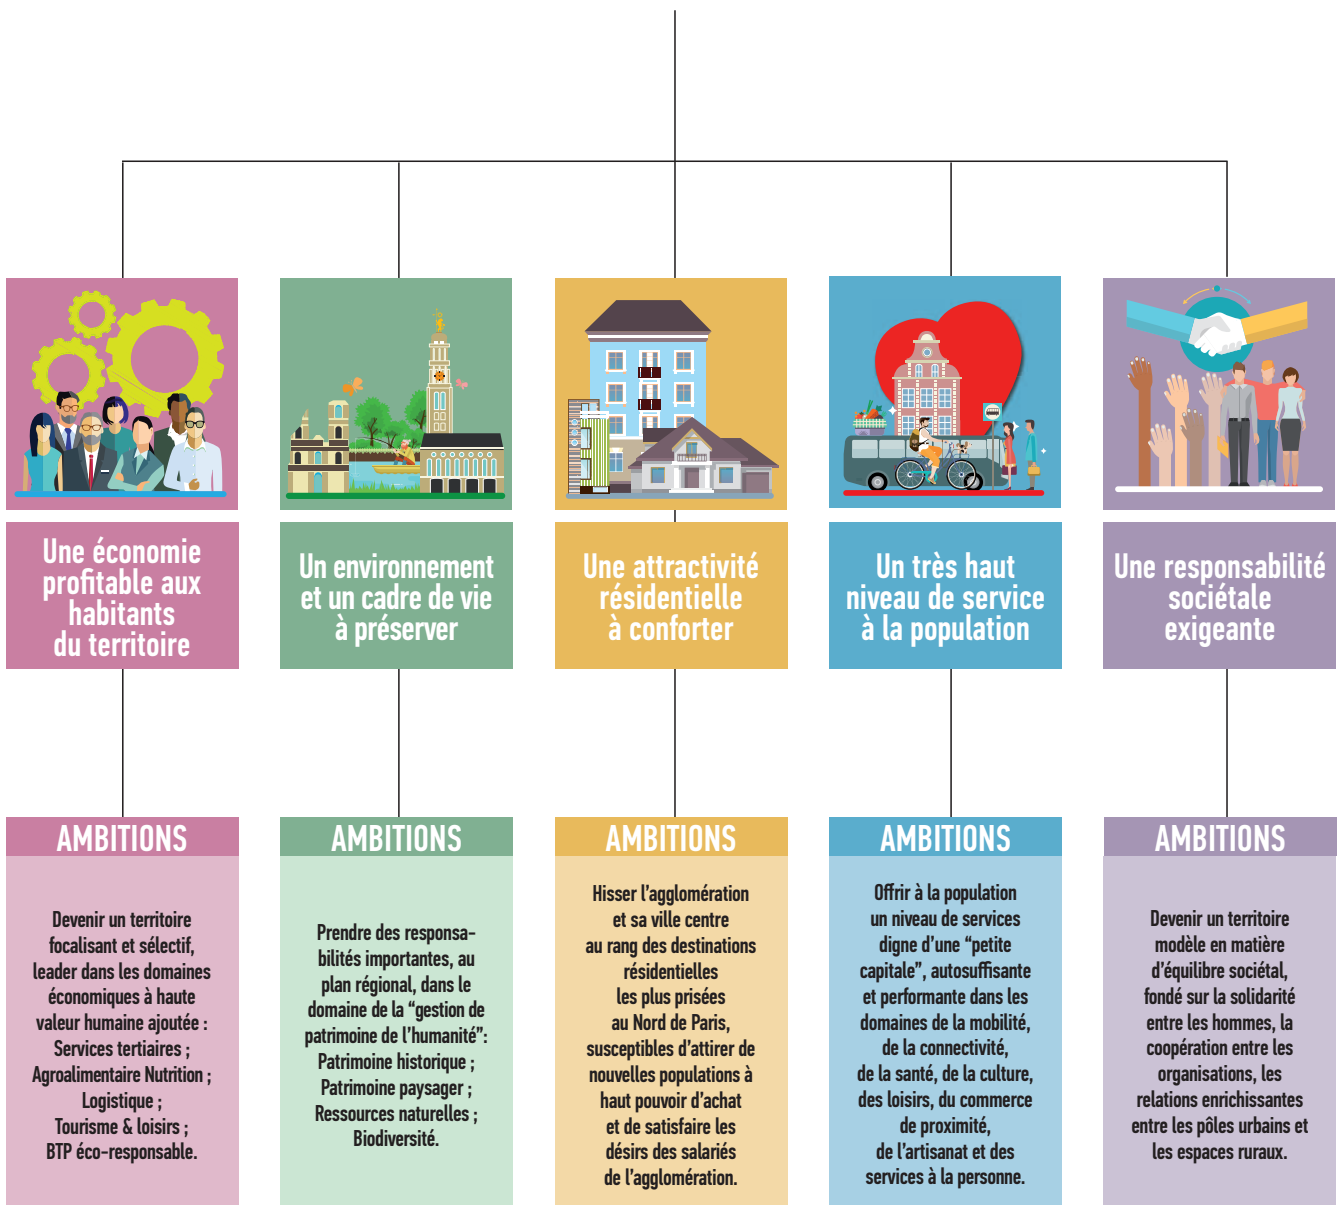 Une économie
profitable aux
habitants
du territoire
Un environnement
et un cadre de vie
à préserver
Une attractivité
résidentielle
à conforter
Un très haut
niveau de service
à la population
Une responsabilité
sociétale
exigeante
AMBITIONS
Devenir un territoire
focalisant et sélectif,
leader dans les domaines
économiques à haute
valeur humaine ajoutée :
Services tertiaires ;
Agroalimentaire Nutrition ;
Logistique ;
Tourisme & loisirs ;
BTP éco-responsable.
AMBITIONS
Prendre des responsa-
bilités importantes, au
plan régional, dans le
domaine de la “gestion de
patrimoine de l’humanité”:
Patrimoine historique ;
Patrimoine paysager ;
Ressources naturelles ;
Biodiversité.
AMBITIONS
Hisser l’agglomération
et sa ville centre
au rang des destinations
résidentielles
les plus prisées
au Nord de Paris,
susceptibles d’attirer de
nouvelles populations à
haut pouvoir d’achat
et de satisfaire les
désirs des salariés
de l’agglomération.
AMBITIONS
Offrir à la population
un niveau de services
digne d’une “petite
capitale”, autosuffisante
et performante dans les
domaines de la mobilité,
de la connectivité,
de la santé, de la culture,
des loisirs, du commerce
de proximité,
de l’artisanat et des
services à la personne.
AMBITIONS
Devenir un territoire
modèle en matière
d’équilibre sociétal,
fondé sur la solidarité
entre les hommes, la
coopération entre les
organisations, les
relations enrichissantes
entre les pôles urbains et
les espaces ruraux.